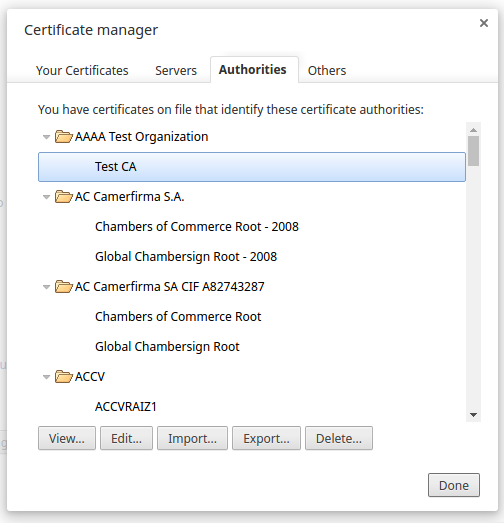 Certificate manager
Your Certificates Servers Authorities Others
You have certificates on file that identify these certificate authorities:
AAAA Test Organization
Test CA
AC Camerfirma S.A.
Chambers of Commerce Root - 2008
Global Chambersign Root - 2008
AC Camerfirma SA CIF A82743287
Chambers of Commerce Root
Global Chambersign Root
ACCV
ACCVRAIZ1
View... Edit... Import... Export... Delete...
Done